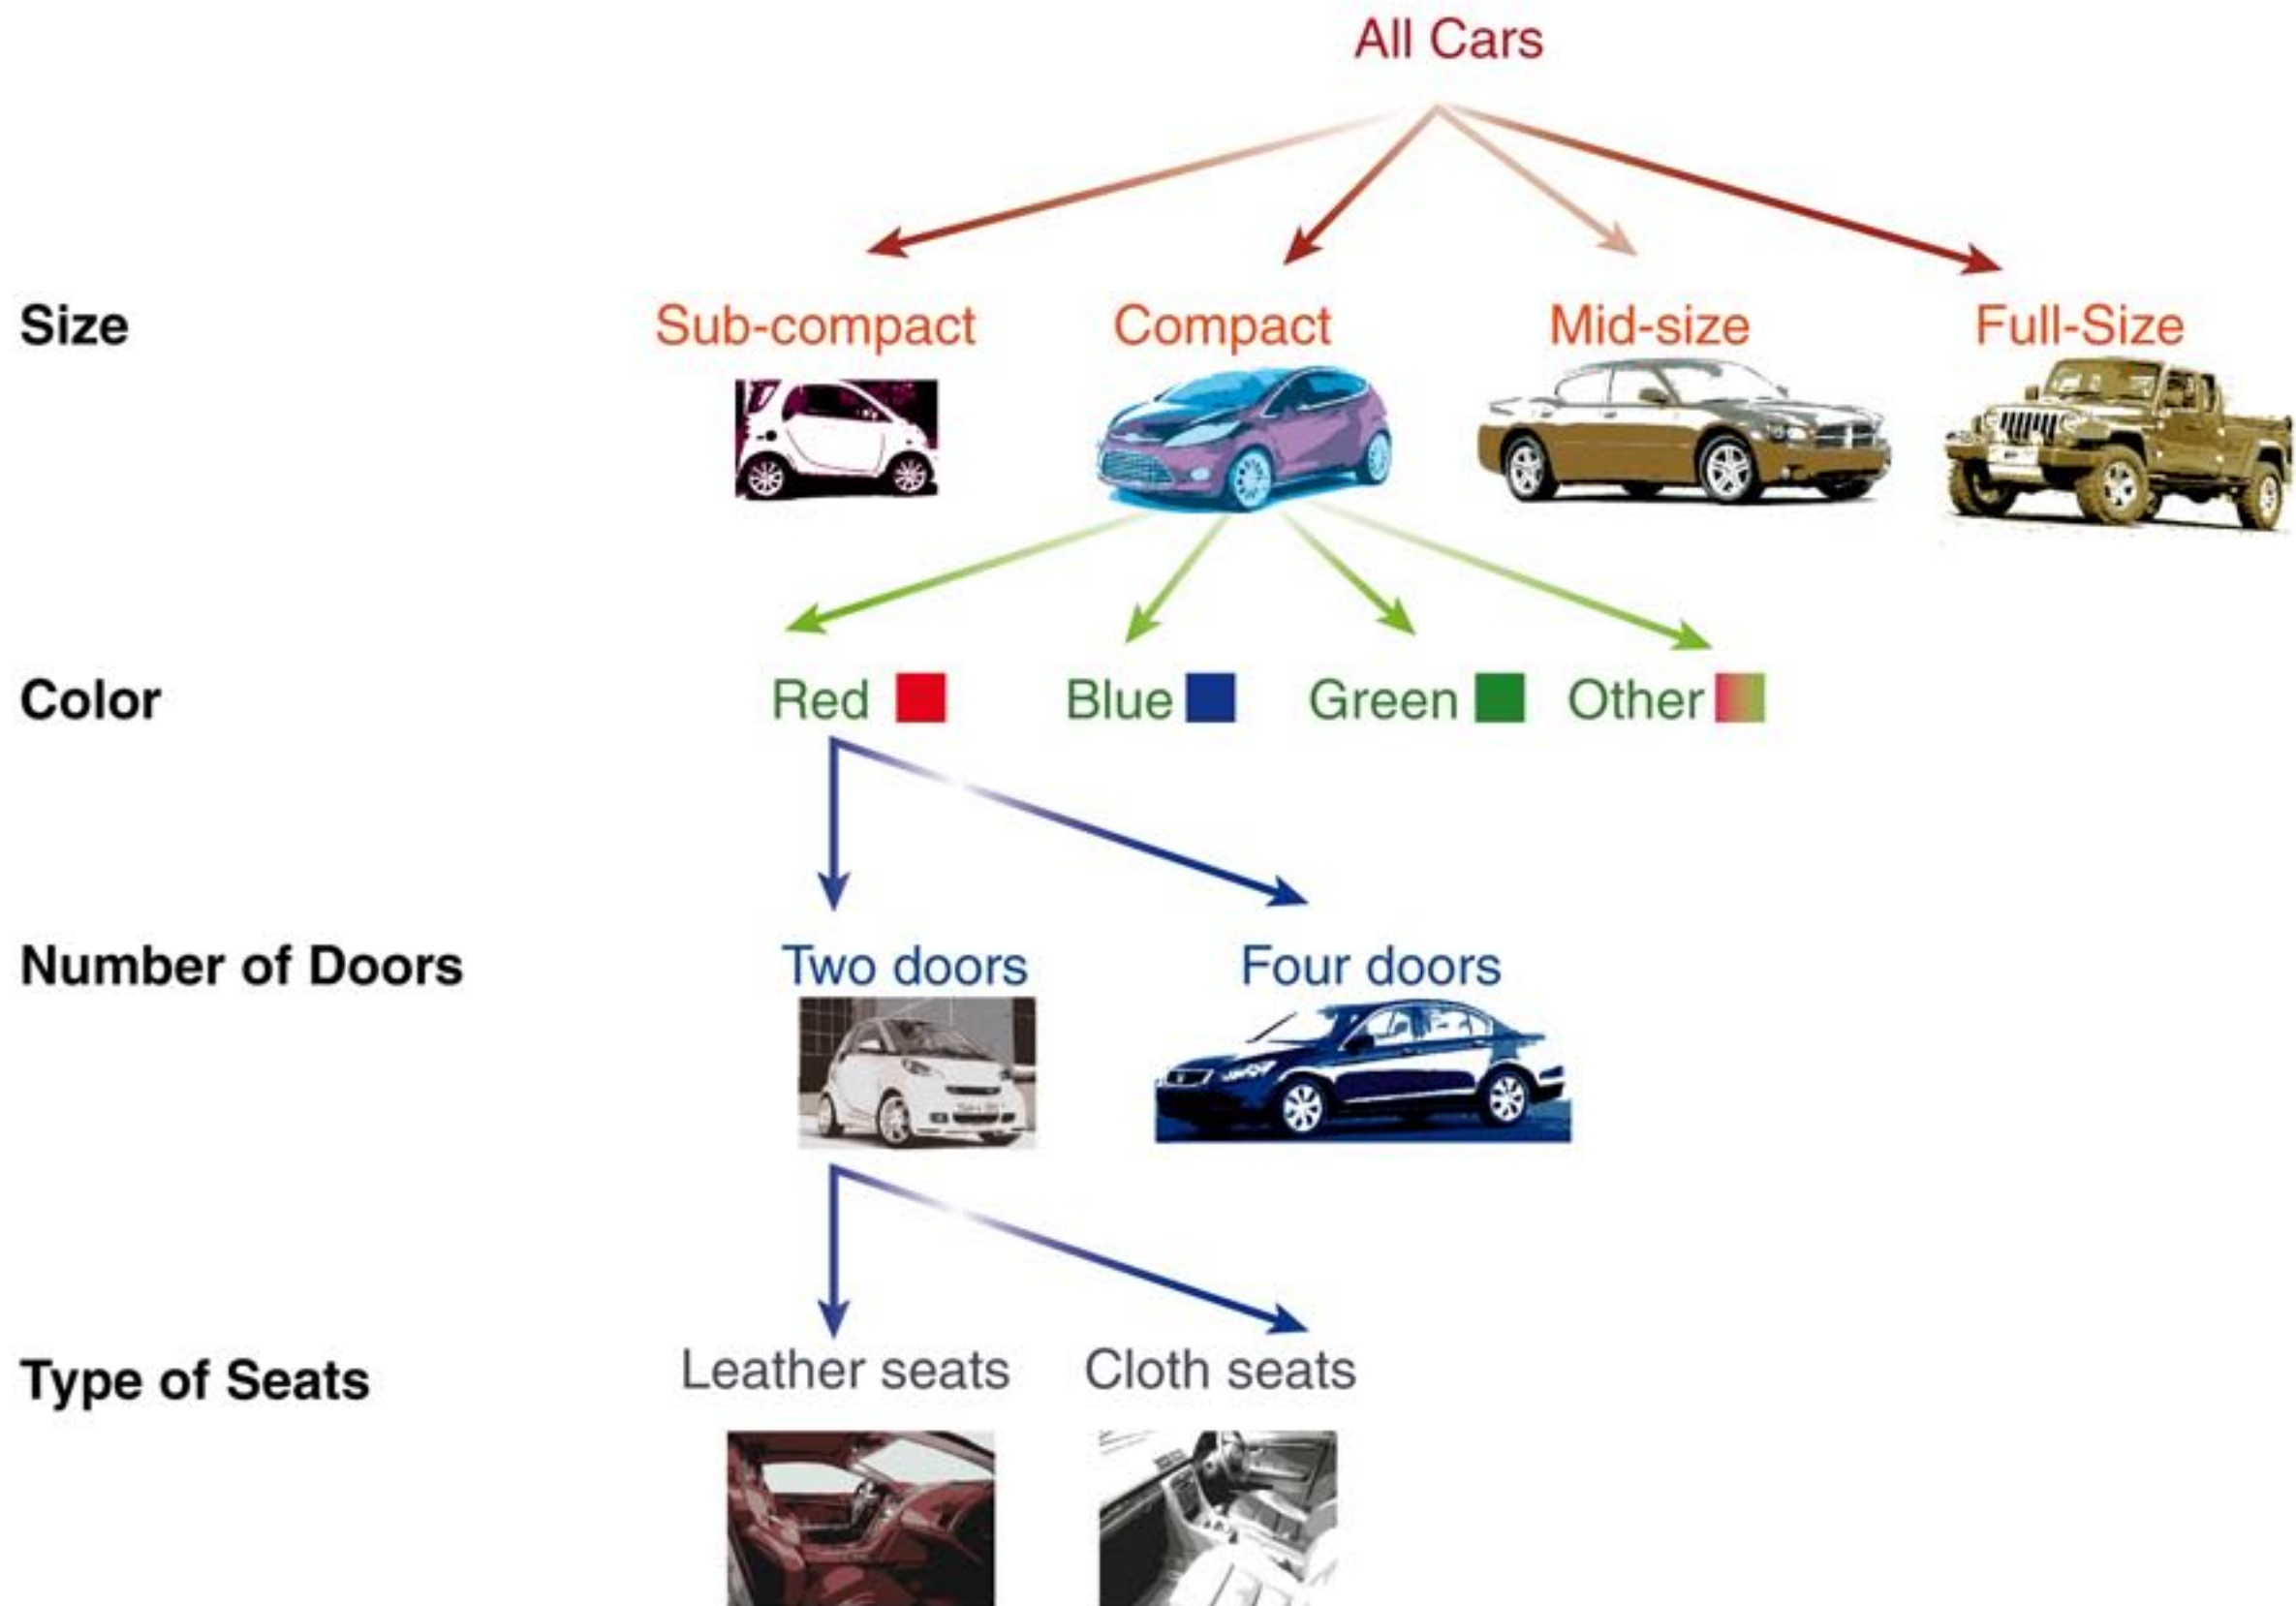 All Cars
Size
Sub-compact
Compact
Mid-size
Full-Size
Color
Red
Blue
Green
Other
Number of Doors
Two doors
Four doors
Type of Seats
Leather seats
Cloth seats